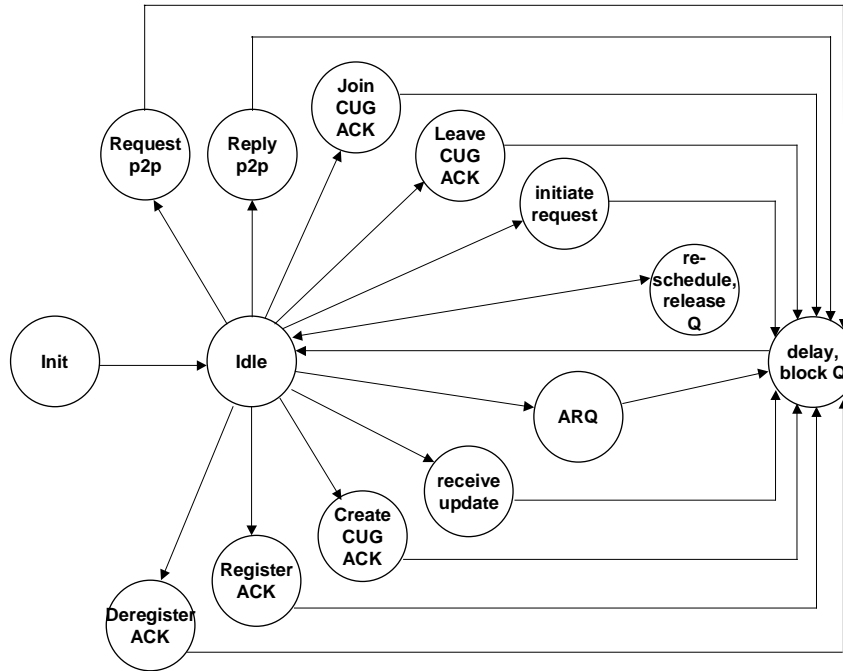 Join
CUG
ACK
Request
p2p
Reply
p2p
Leave
CUG
ACK
initiate
request
re-
schedule,
release
Q
Init
Idle
delay,
block Q
ARQ
receive
update
Create
CUG
ACK
Register
ACK
Deregister
ACK